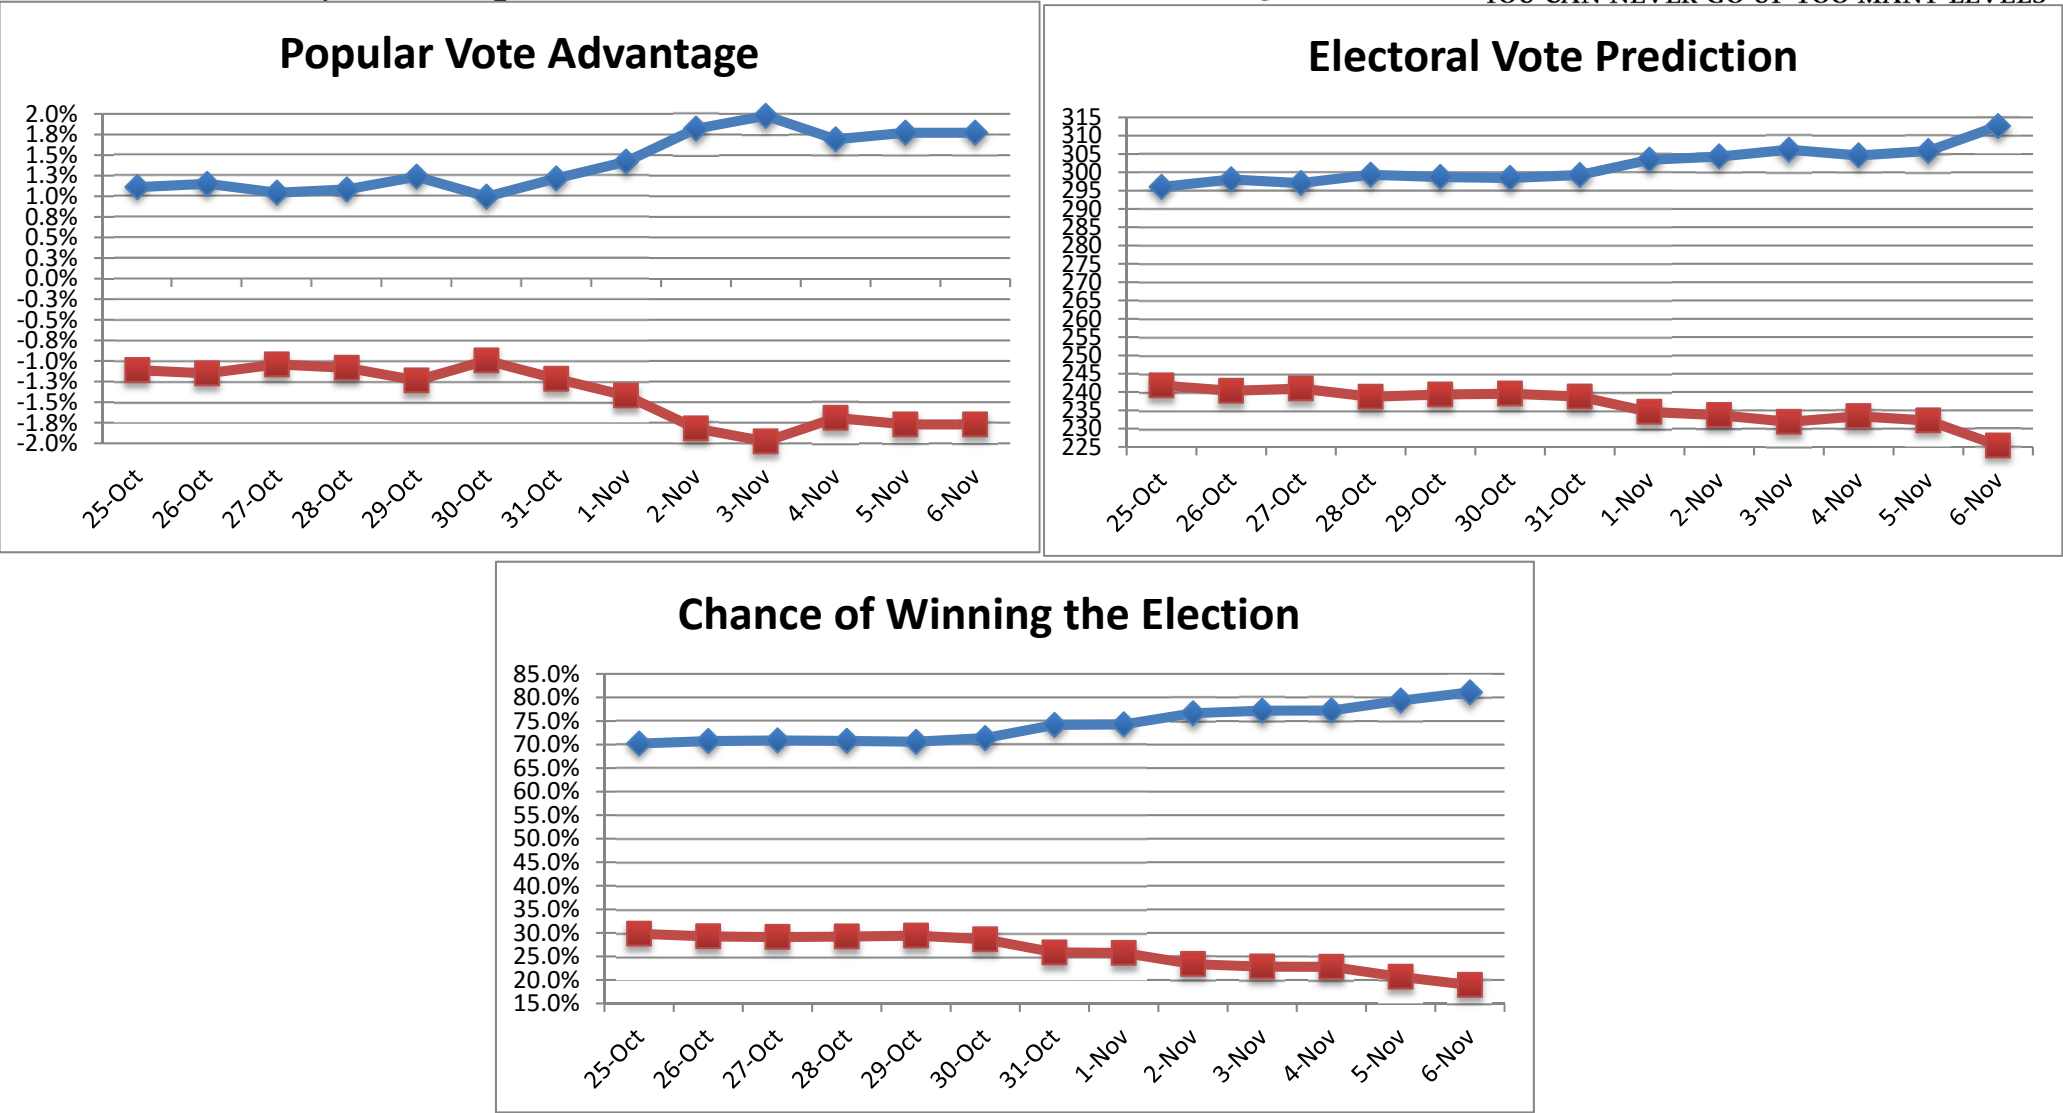 YOU CAN NEVER GO UP TOO MANY LEVELS
Popular Vote Advantage
2.0%
1.8%
1.5%
1.3%
1.0%
0.8%
0.5%
0.3%
0.0%
-0.3%
-0.5%
-0.8%
-1.0%
-1.3%
-1.5%
-1.8%
-2.0%
25-Oct
26-Oct
27-Oct
28-Oct
29-Oct
30-Oct
31-Oct
1-Nov
2-Nov
3-Nov
4-Nov
5-Nov
6-Nov
Electoral Vote Prediction
315
310
305
300
295
290
285
280
275
270
265
260
255
250
245
240
235
230
225
25-Oct
26-Oct
27-Oct
28-Oct
29-Oct
30-Oct
31-Oct
1-Nov
2-Nov
3-Nov
4-Nov
5-Nov
6-Nov
Chance of Winning the Election
85.0%
80.0%
75.0%
70.0%
65.0%
60.0%
55.0%
50.0%
45.0%
40.0%
35.0%
30.0%
25.0%
20.0%
15.0%
25-Oct
26-Oct
27-Oct
28-Oct
29-Oct
30-Oct
31-Oct
1-Nov
2-Nov
3-Nov
4-Nov
5-Nov
6-Nov